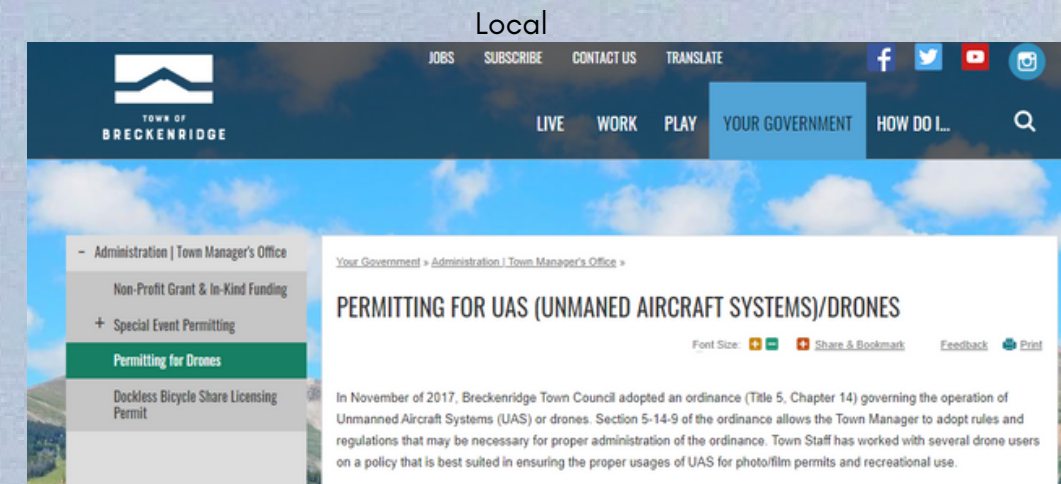 Local
JOBS SUBSCRIBE CONTACT US TRANSLATE
TOWN OF
BRECKENRIDGE
LIVE WORK PLAY YOUR GOVERNMENT HOW DO I...
- Administration | Town Manager's Office
Non-Profit Grant & In-Kind Funding
+ Special Event Permitting
Permitting for Drones
Dockless Bicycle Share Licensing
Permit
Your Government » Administration | Town Manager's Office »
PERMITTING FOR UAS (UNMANED AIRCRAFT SYSTEMS)/DRONES
Font Size: + - + Share & Bookmark Feedback Print
In November of 2017, Breckenridge Town Council adopted an ordinance (Title 5, Chapter 14) governing the operation of
Unmanned Aircraft Systems (UAS) or drones. Section 5-14-9 of the ordinance allows the Town Manager to adopt rules and
regulations that may be necessary for proper administration of the ordinance. Town Staff has worked with several drone users
on a policy that is best suited in ensuring the proper usages of UAS for photo/film permits and recreational use.